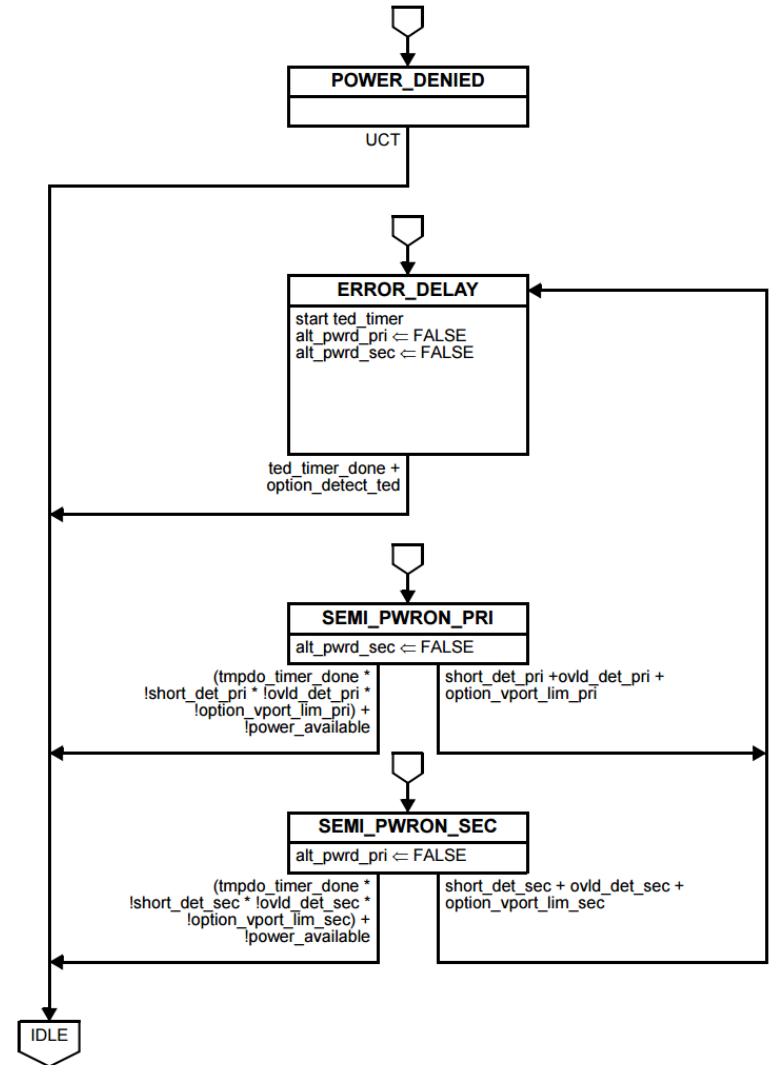 POWER_DENIED
UCT
ERROR_DELAY
start ted_timer
alt_pwrd_pri ⇐ FALSE
alt_pwrd_sec ⇐ FALSE
ted_timer_done +
option_detect_ted
SEMI_PWRON_PRI
alt_pwrd_sec ⇐ FALSE
(tmpdo_timer_done *
!short_det_pri * !ovld_det_pri *
!option_vport_lim_pri) +
!power_available
short_det_pri +ovld_det_pri +
option_vport_lim_pri
SEMI_PWRON_SEC
alt_pwrd_pri ⇐ FALSE
(tmpdo_timer_done *
!short_det_sec * !ovld_det_sec *
!option_vport_lim_sec) +
!power_available
short_det_sec + ovld_det_sec +
option_vport_lim_sec
IDLE